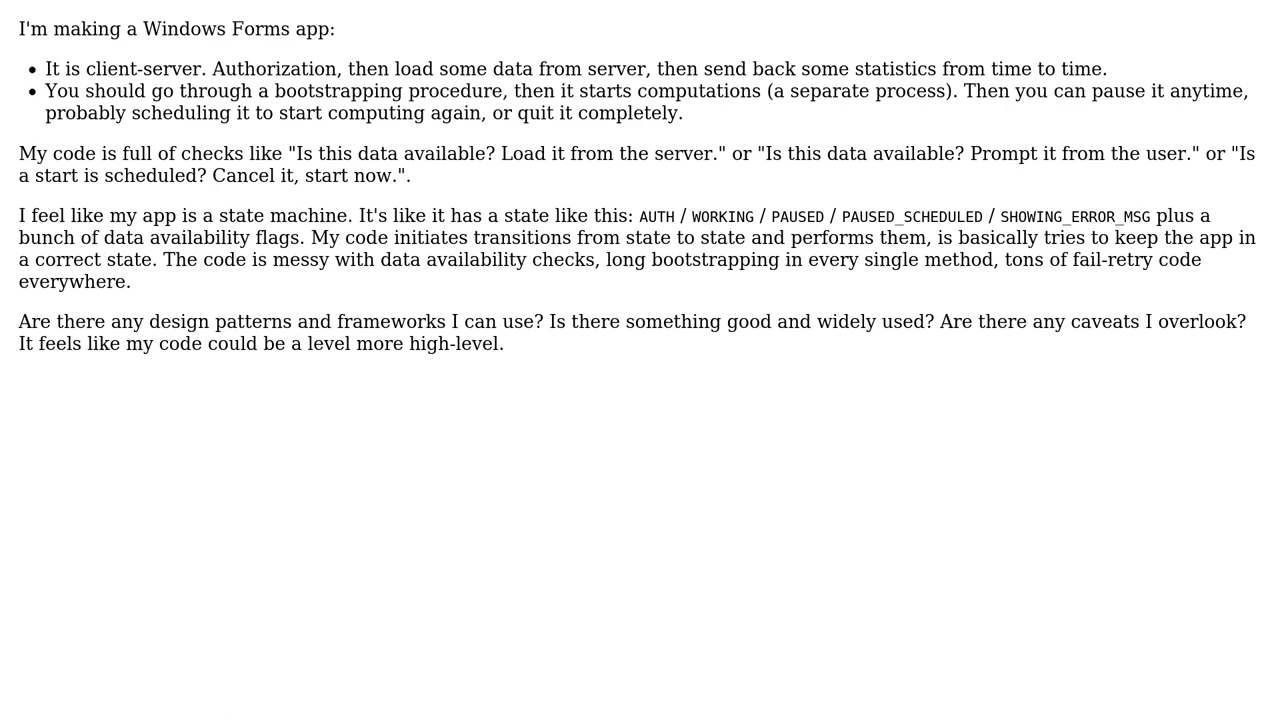 I'm making a Windows Forms app:
• It is client-server. Authorization, then load some data from server, then send back some statistics from time to time.
• You should go through a bootstrapping procedure, then it starts computations (a separate process). Then you can pause it anytime,
probably scheduling it to start computing again, or quit it completely.
My code is full of checks like "Is this data available? Load it from the server." or "Is this data available? Prompt it from the user." or "Is
a start is scheduled? Cancel it, start now.".
I feel like my app is a state machine. It's like it has a state like this: AUTH / WORKING / PAUSED / PAUSED_SCHEDULED / SHOWING_ERROR_MSG plus a
bunch of data availability flags. My code initiates transitions from state to state and performs them, is basically tries to keep the app in
a correct state. The code is messy with data availability checks, long bootstrapping in every single method, tons of fail-retry code
everywhere.
Are there any design patterns and frameworks I can use? Is there something good and widely used? Are there any caveats I overlook?
It feels like my code could be a level more high-level.